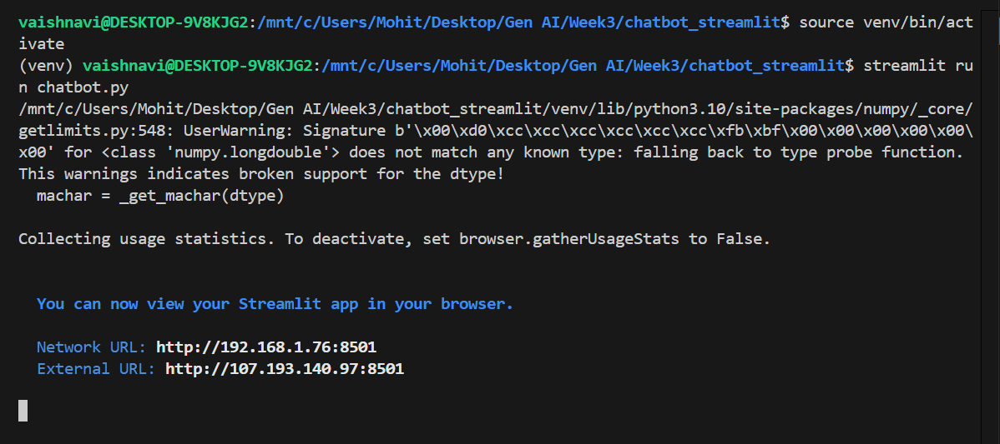 vaishnavi@DESKTOP-9V8KJG2:/mnt/c/Users/Mohit/Desktop/Gen AI/Week3/chatbot_streamlit$ source venv/bin/act
ivate
(venv) vaishnavi@DESKTOP-9V8KJG2:/mnt/c/Users/Mohit/Desktop/Gen AI/Week3/chatbot_streamlit$ streamlit ru
n chatbot.py
/mnt/c/Users/Mohit/Desktop/Gen AI/Week3/chatbot_streamlit/venv/lib/python3.10/site-packages/numpy/_core/
getlimits.py:548: UserWarning: Signature b'\x00\xd0\xcc\xcc\xcc\xcc\xcc\xcc\xfb\xbf\x00\x00\x00\x00\x00\
x00' for <class 'numpy.longdouble'> does not match any known type: falling back to type probe function.
This warnings indicates broken support for the dtype!
  machar = _get_machar(dtype)

Collecting usage statistics. To deactivate, set browser.gatherUsageStats to False.

  You can now view your Streamlit app in your browser.

  Network URL: http://192.168.1.76:8501
  External URL: http://107.193.140.97:8501